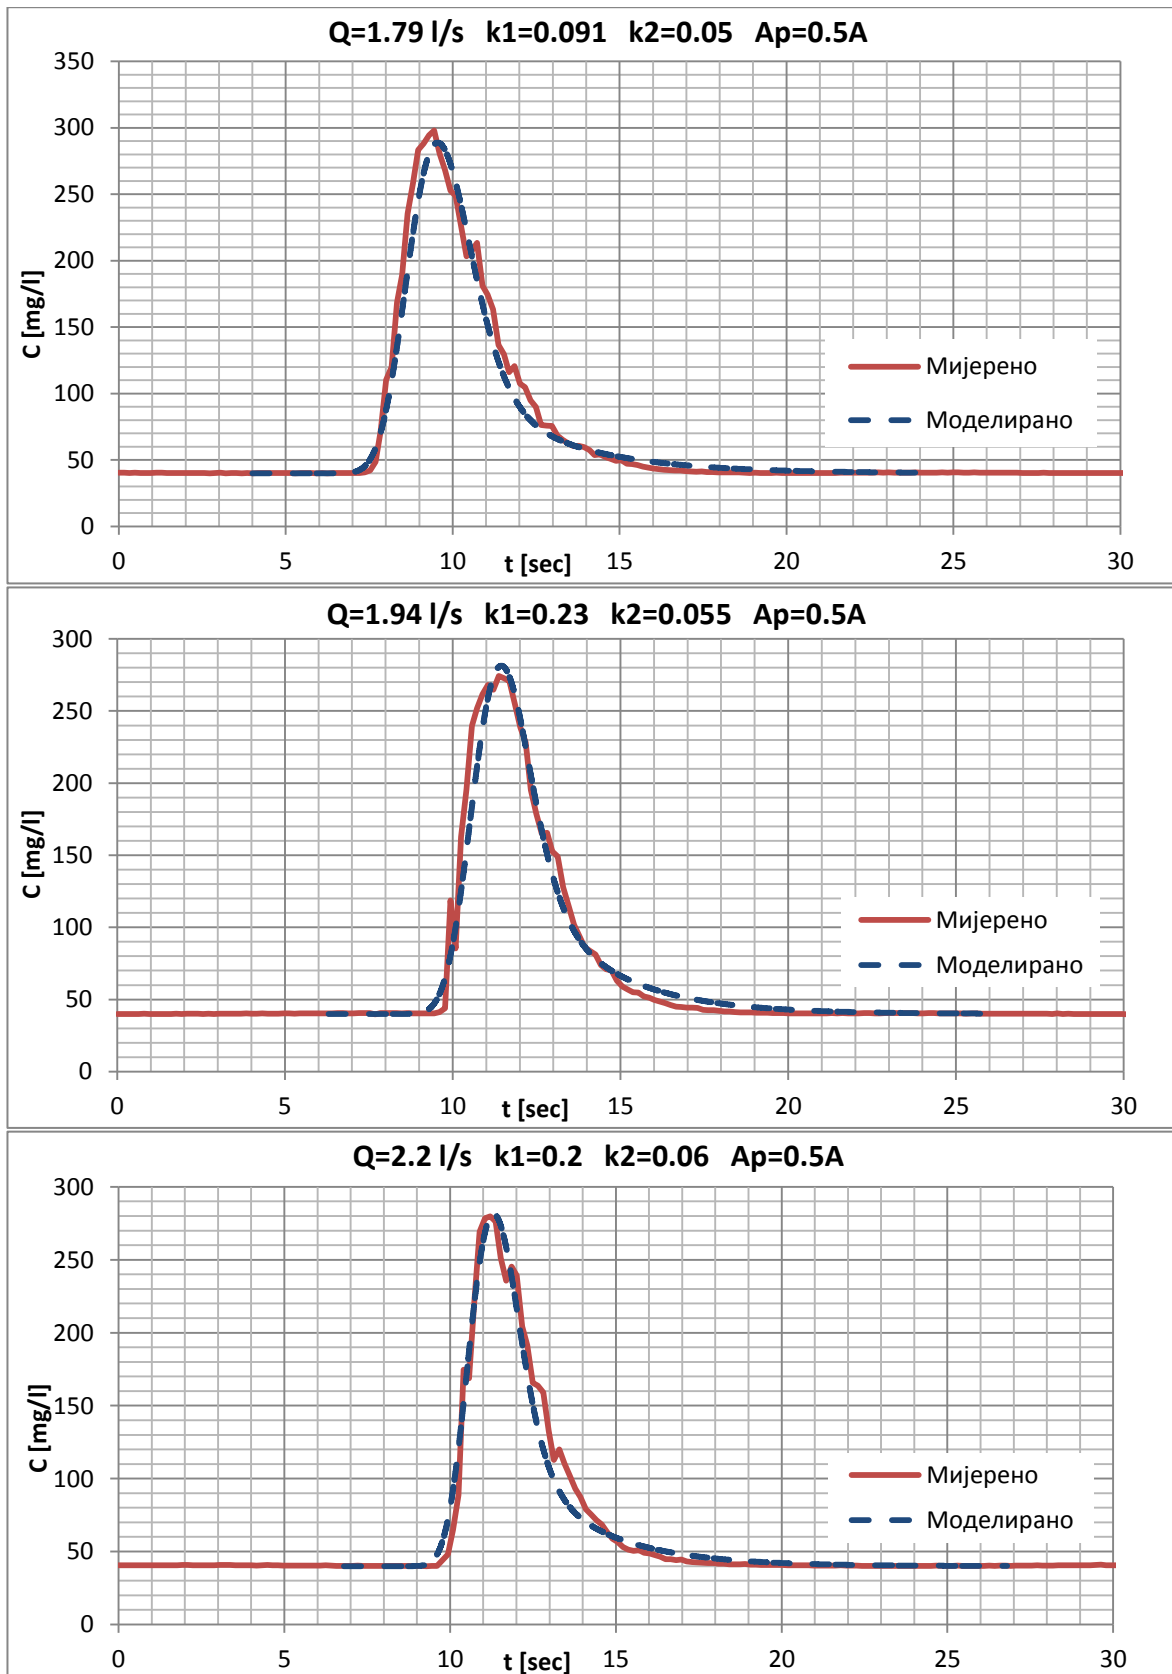 Q=1.79 l/s k1=0.091 k2=0.05 Ap=0.5A
350
300
250
200
150
100
50
0
C [mg/l]
Мијерено
Моделирано
0 5 10 15 20 25 30
t [sec]
Q=1.94 l/s k1=0.23 k2=0.055 Ap=0.5A
300
250
200
150
100
50
0
C [mg/l]
Мијерено
Моделирано
0 5 10 15 20 25 30
t [sec]
Q=2.2 l/s k1=0.2 k2=0.06 Ap=0.5A
300
250
200
150
100
50
0
C [mg/l]
Мијерено
Моделирано
0 5 10 15 20 25 30
t [sec]